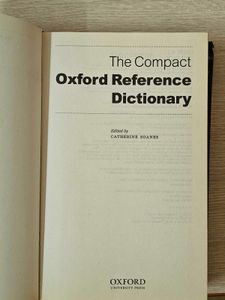 The Compact
Oxford Reference
Dictionary
Edited by
CATHERINE SOANES
OXFORD
UNIVERSITY PRESS